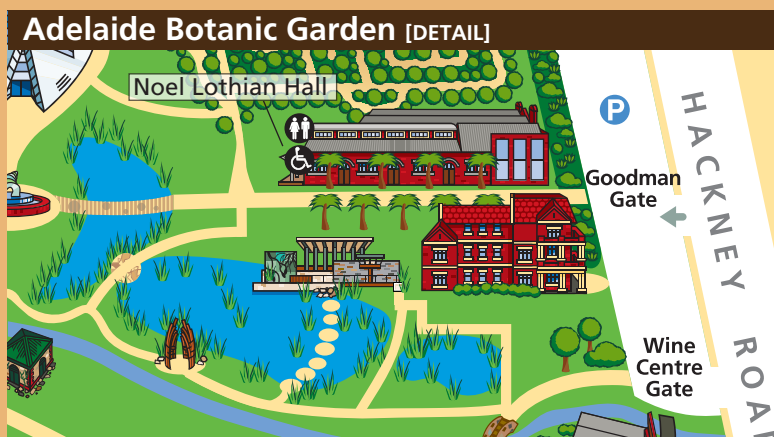 Adelaide Botanic Garden [DETAIL]
Noel Lothian Hall
P
HACKNEY ROA
Goodman
Gate
Wine
Centre
Gate